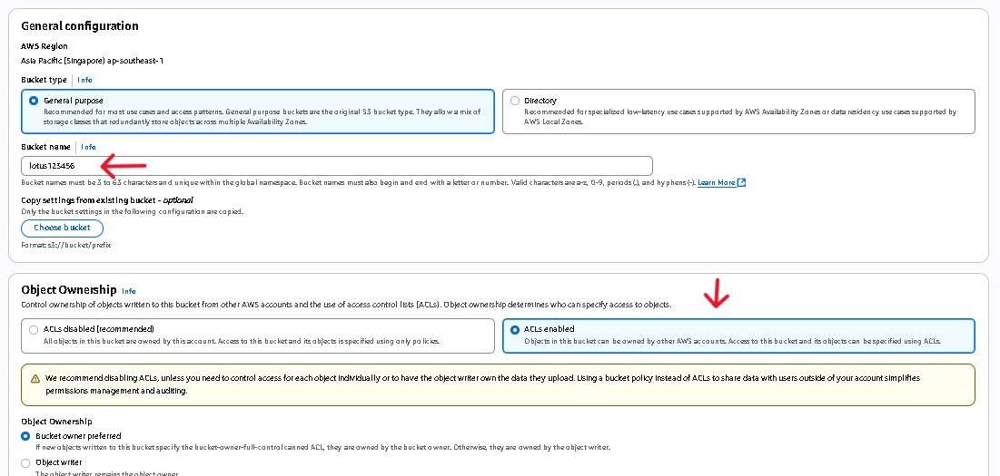 General configuration
AWS Region
Asia Pacific (Singapore) ap-southeast-1
Bucket type Info
General purpose
Recommended for most use cases and access patterns. General purpose buckets are the original S3 bucket type. They allow a mix of
storage classes that redundantly store objects across multiple Availability Zones.
Directory
Recommended for specialized low-latency use cases supported by AWS Availability Zones or data residency use cases supported by
AWS Local Zones.
Bucket name Info
lotus123456
Bucket names must be 3 to 63 characters and unique within the global namespace. Bucket names must also begin and end with a letter or number. Valid characters are a-z, 0-9, periods (.), and hyphens (-). Learn More
Copy settings from existing bucket - optional
Only the bucket settings in the following configuration are copied.
Choose bucket
Format: s3://bucket/prefix
Object Ownership Info
Control ownership of objects written to this bucket from other AWS accounts and the use of access control lists (ACLs). Object ownership determines who can specify access to objects.
ACLs disabled (recommended)
All objects in this bucket are owned by this account. Access to this bucket and its objects is specified using only policies.
ACLs enabled
Objects in this bucket can be owned by other AWS accounts. Access to this bucket and its objects can be specified using ACLs.
We recommend disabling ACLs, unless you need to control access for each object individually or to have the object writer own the data they upload. Using a bucket policy instead of ACLs to share data with users outside of your account simplifies
permissions management and auditing.
Object Ownership
Bucket owner preferred
If new objects written to this bucket specify the bucket-owner-full-control canned ACL, they are owned by the bucket owner. Otherwise, they are owned by the object writer.
Object writer
The object writer remains the object owner.